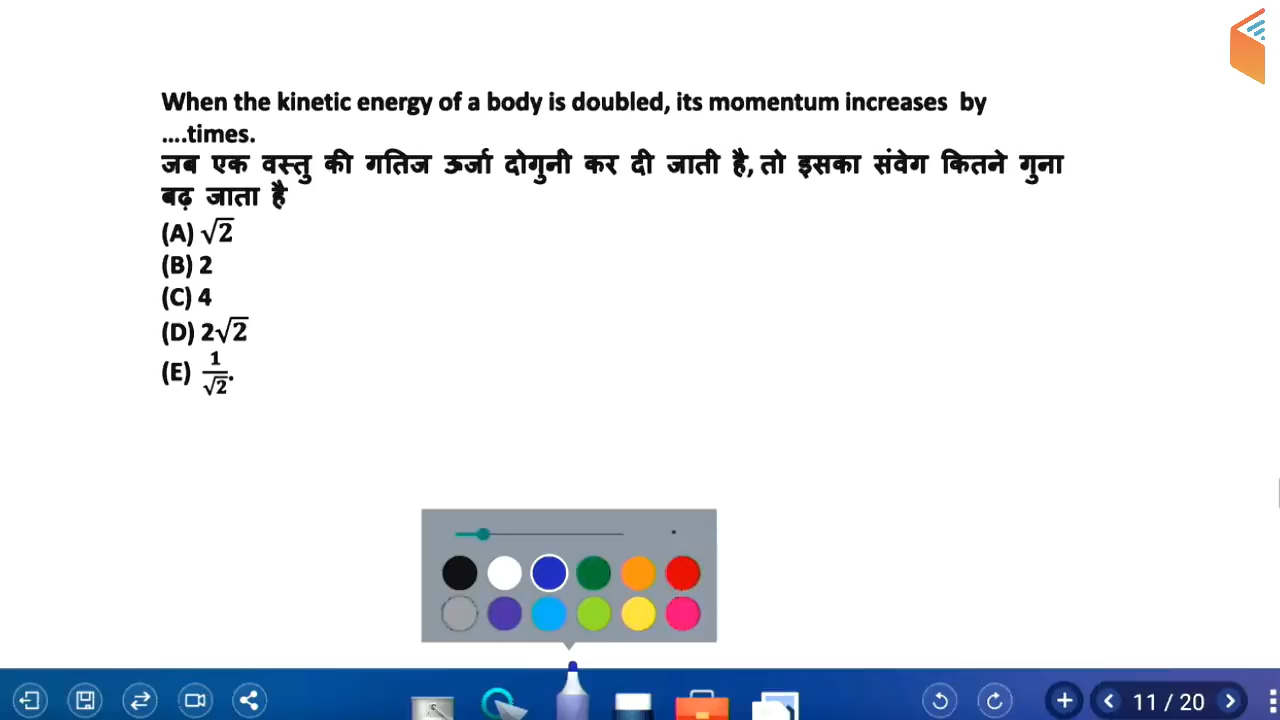 When the kinetic energy of a body is doubled, its momentum increases by
....times.
जब एक वस्तु की गतिज ऊर्जा दोगुनी कर दी जाती है, तो इसका संवेग कितने गुना
बढ़ जाता है
(A) √2
(B) 2
(C) 4
(D) 2√2
(E) 1/√2.
11 / 20